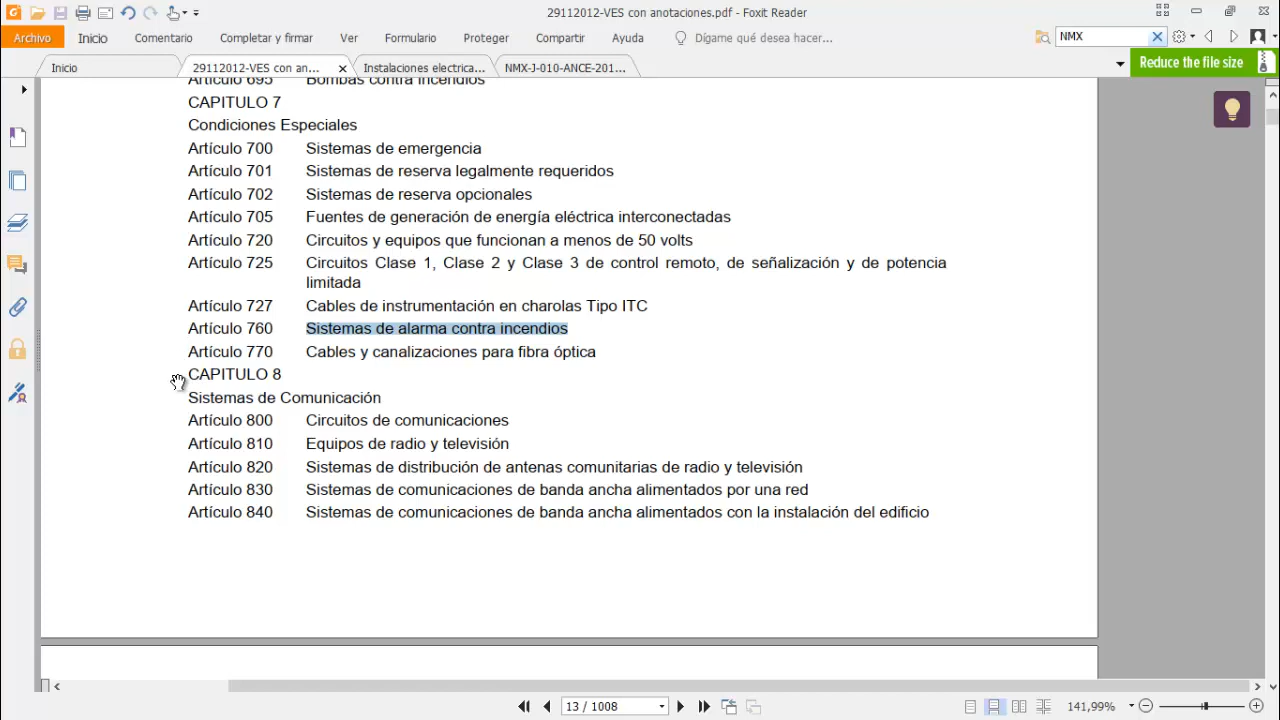 29112012-VES con anotaciones.pdf - Foxit Reader
Archivo Inicio Comentario Completar y firmar Ver Formulario Proteger Compartir Ayuda Dígame qué desea hacer... NMX
Inicio 29112012-VES con an... Instalaciones electrica... NMX-J-010-ANCE-201... Reduce the file size
Artículo 695 Bombas contra incendios
CAPITULO 7
Condiciones Especiales
Artículo 700 Sistemas de emergencia
Artículo 701 Sistemas de reserva legalmente requeridos
Artículo 702 Sistemas de reserva opcionales
Artículo 705 Fuentes de generación de energía eléctrica interconectadas
Artículo 720 Circuitos y equipos que funcionan a menos de 50 volts
Artículo 725 Circuitos Clase 1, Clase 2 y Clase 3 de control remoto, de señalización y de potencia
limitada
Artículo 727 Cables de instrumentación en charolas Tipo ITC
Artículo 760 Sistemas de alarma contra incendios
Artículo 770 Cables y canalizaciones para fibra óptica
CAPITULO 8
Sistemas de Comunicación
Artículo 800 Circuitos de comunicaciones
Artículo 810 Equipos de radio y televisión
Artículo 820 Sistemas de distribución de antenas comunitarias de radio y televisión
Artículo 830 Sistemas de comunicaciones de banda ancha alimentados por una red
Artículo 840 Sistemas de comunicaciones de banda ancha alimentados con la instalación del edificio
13 / 1008 141,99%